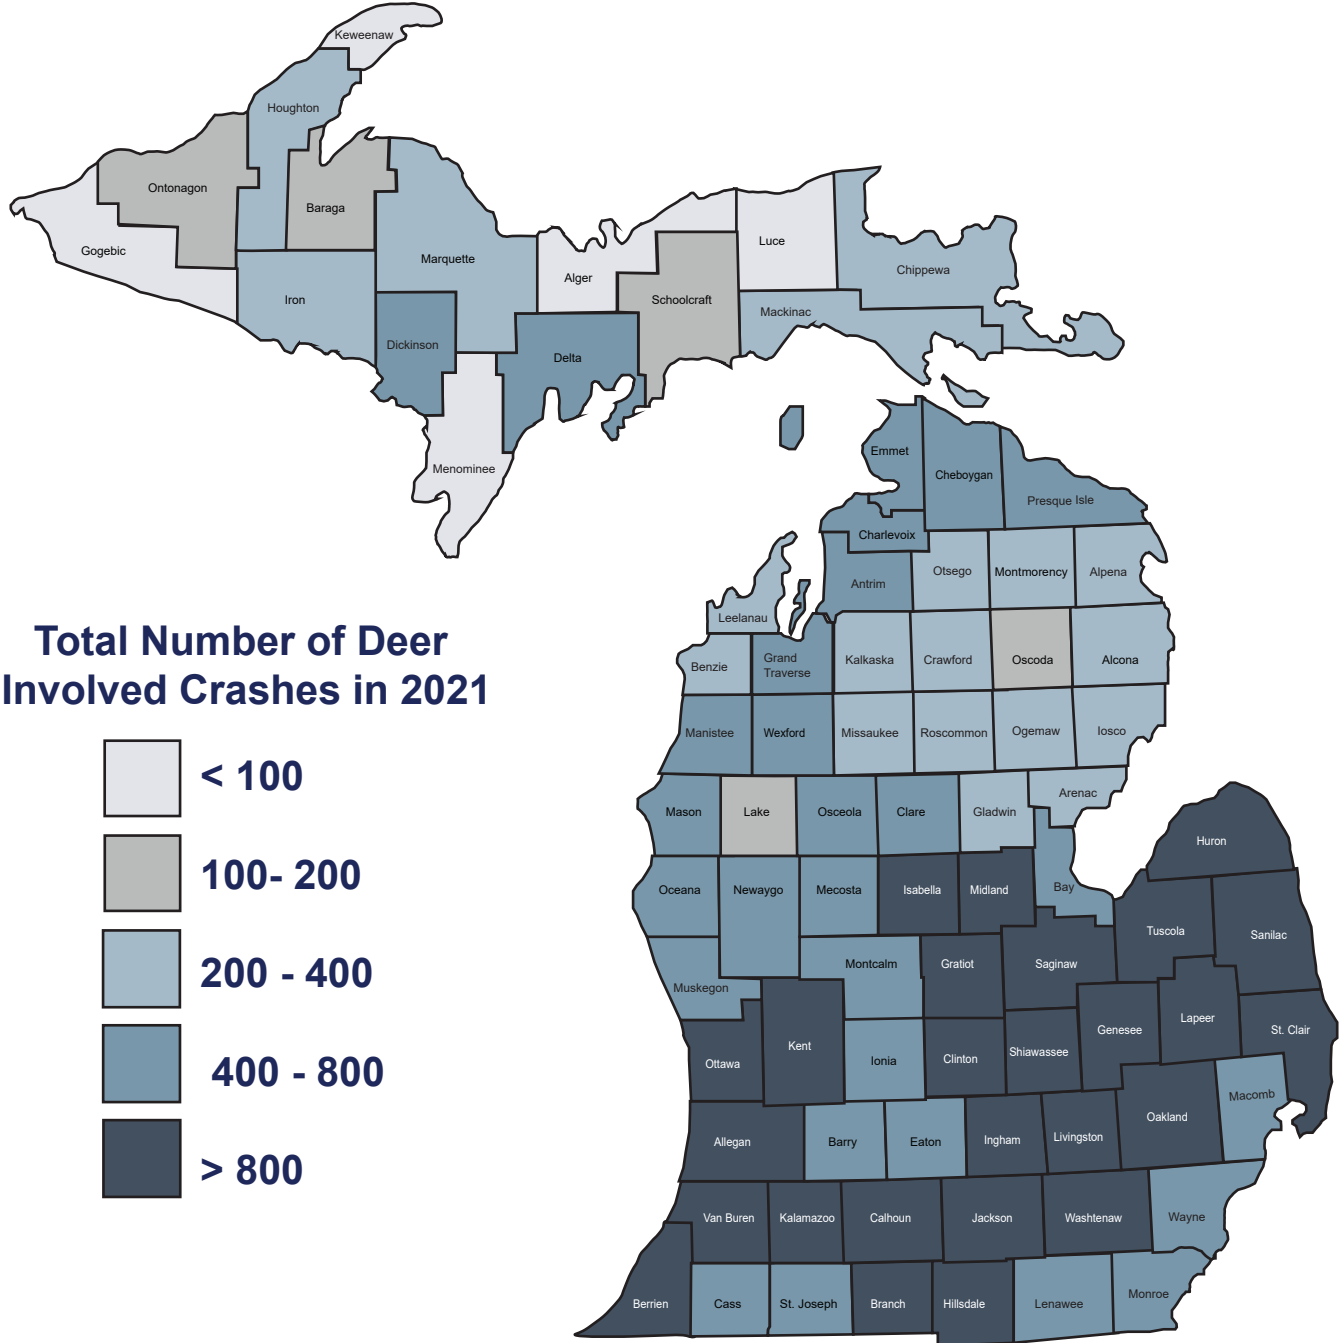 Keweenaw
Houghton
Ontonagon
Baraga
Gogebic
Marquette
Iron
Alger
Luce
Chippewa
Schoolcraft
Mackinac
Dickinson
Delta
Menominee
Emmet
Cheboygan
Presque Isle
Charlevoix
Antrim
Otsego
Montmorency
Alpena
Leelanau
Benzie
Grand
Traverse
Kalkaska
Crawford
Oscoda
Alcona
Manistee
Wexford
Missaukee
Roscommon
Ogemaw
Iosco
Total Number of Deer
Involved Crashes in 2021
< 100
100- 200
200 - 400
400 - 800
> 800
Mason
Lake
Osceola
Clare
Gladwin
Arenac
Huron
Oceana
Newaygo
Mecosta
Isabella
Midland
Bay
Tuscola
Sanilac
Muskegon
Montcalm
Gratiot
Saginaw
Ottawa
Kent
Ionia
Clinton
Shiawassee
Genesee
Lapeer
St. Clair
Allegan
Barry
Eaton
Ingham
Livingston
Oakland
Macomb
Van Buren
Kalamazoo
Calhoun
Jackson
Washtenaw
Wayne
Berrien
Cass
St. Joseph
Branch
Hillsdale
Lenawee
Monroe